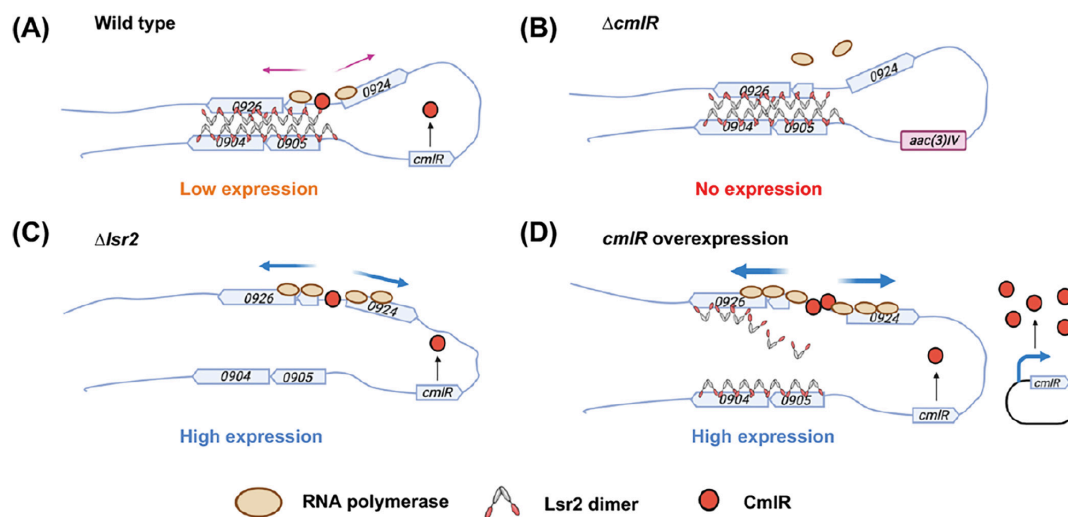 (A) Wild type
0926
0924
0904 0905
cmlR
Low expression
(B) ΔcmlR
0926
0924
0904 0905
aac(3)IV
No expression
(C) Δlsr2
0926
0924
0904 0905
cmlR
High expression
(D) cmlR overexpression
0926
0924
0904 0905
cmlR
cmlR
High expression
RNA polymerase
Lsr2 dimer
CmlR